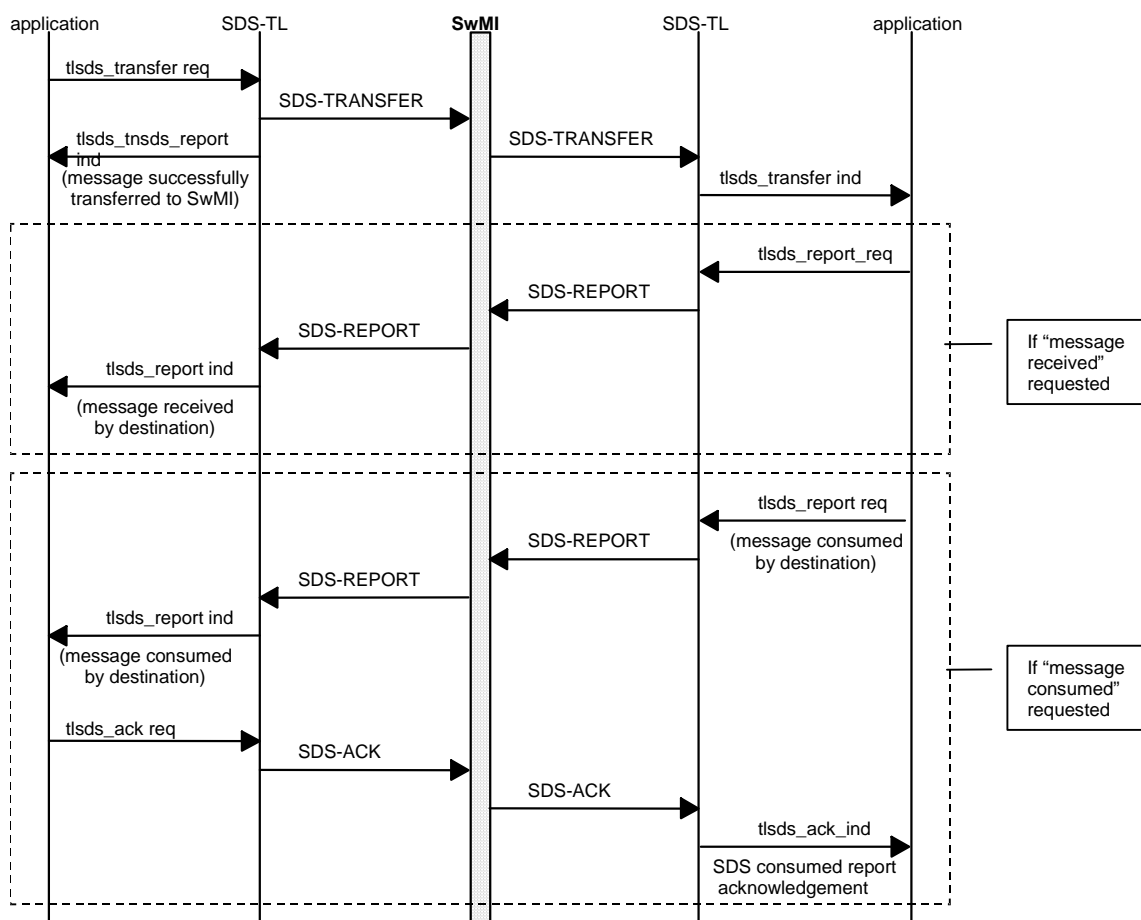 application
SDS-TL
SwMI
SDS-TL
application
tlsds_transfer req
SDS-TRANSFER
tlsds_tnsds_report
ind
(message successfully
transferred to SwMI)
SDS-TRANSFER
tlsds_transfer ind
tlsds_report_req
SDS-REPORT
SDS-REPORT
tlsds_report ind
(message received
by destination)
If “message
received”
requested
tlsds_report req
(message consumed
by destination)
SDS-REPORT
SDS-REPORT
tlsds_report ind
(message consumed
by destination)
If “message
consumed”
requested
tlsds_ack req
SDS-ACK
SDS-ACK
tlsds_ack_ind
SDS consumed report
acknowledgement